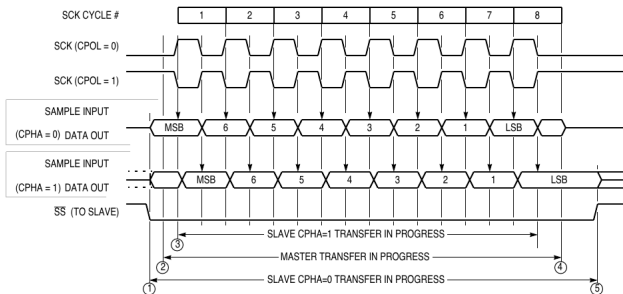 SCK CYCLE # 1 2 3 4 5 6 7 8
SCK (CPOL = 0)
SCK (CPOL = 1)
SAMPLE INPUT
(CPHA = 0) DATA OUT MSB 6 5 4 3 2 1 LSB
SAMPLE INPUT
(CPHA = 1) DATA OUT MSB 6 5 4 3 2 1 LSB
SS (TO SLAVE)
SLAVE CPHA=1 TRANSFER IN PROGRESS
3
MASTER TRANSFER IN PROGRESS
2 4
SLAVE CPHA=0 TRANSFER IN PROGRESS
1 5